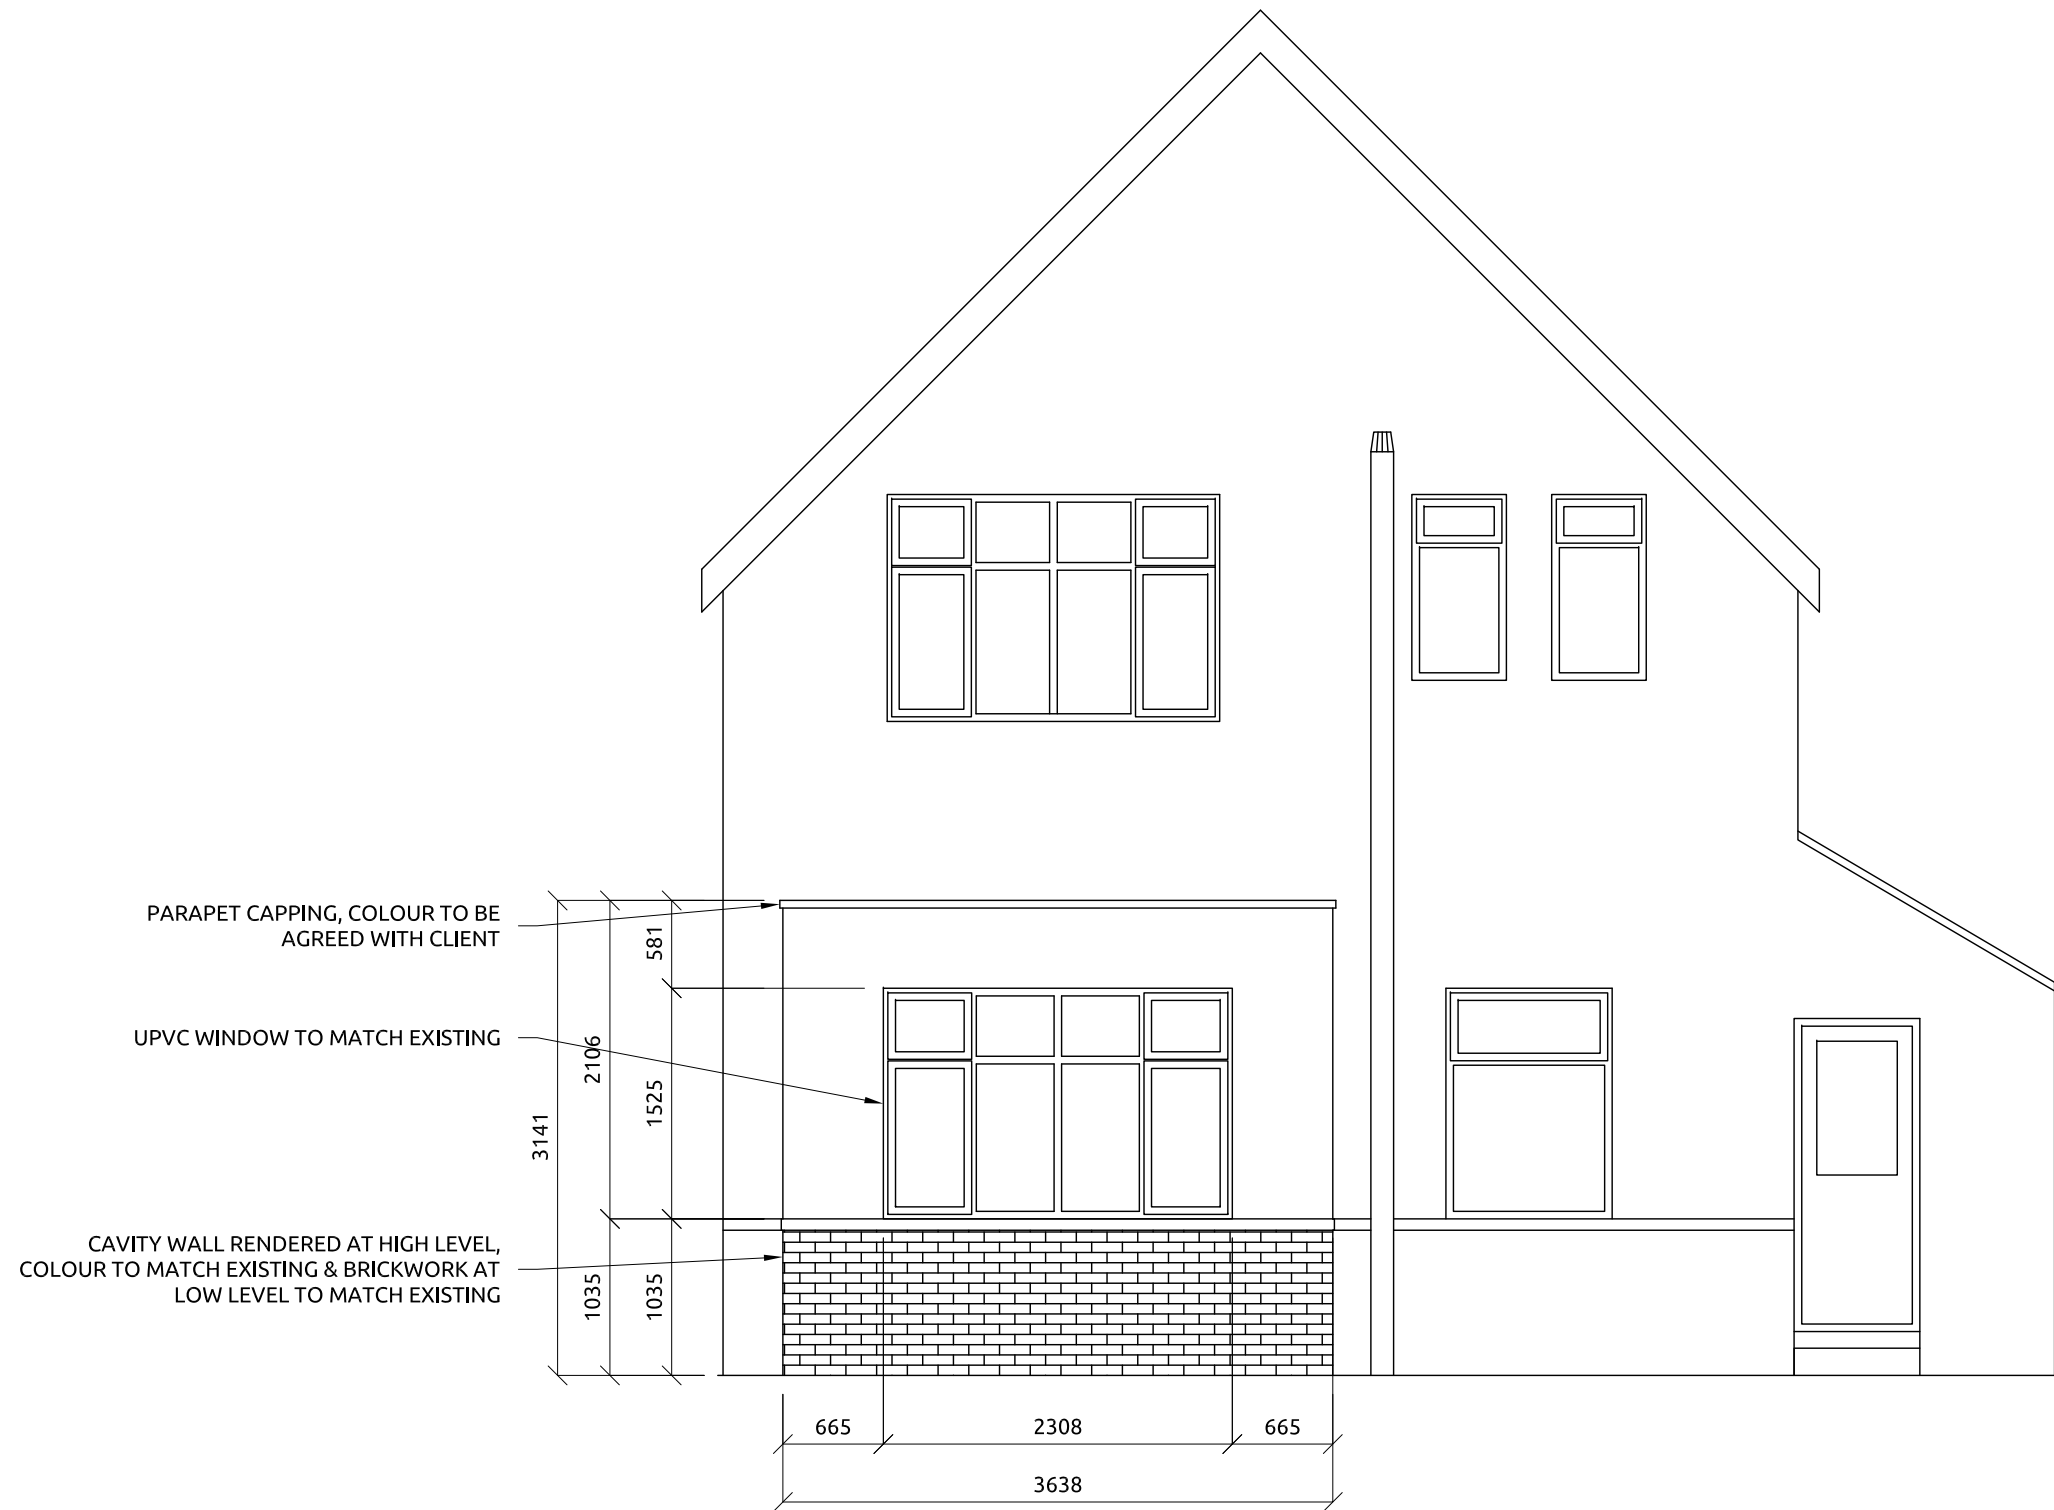 PARAPET CAPPING, COLOUR TO BE
AGREED WITH CLIENT
UPVC WINDOW TO MATCH EXISTING
CAVITY WALL RENDERED AT HIGH LEVEL,
COLOUR TO MATCH EXISTING & BRICKWORK AT
LOW LEVEL TO MATCH EXISTING
3141
2106
1035
581
1525
1035
665
2308
665
3638